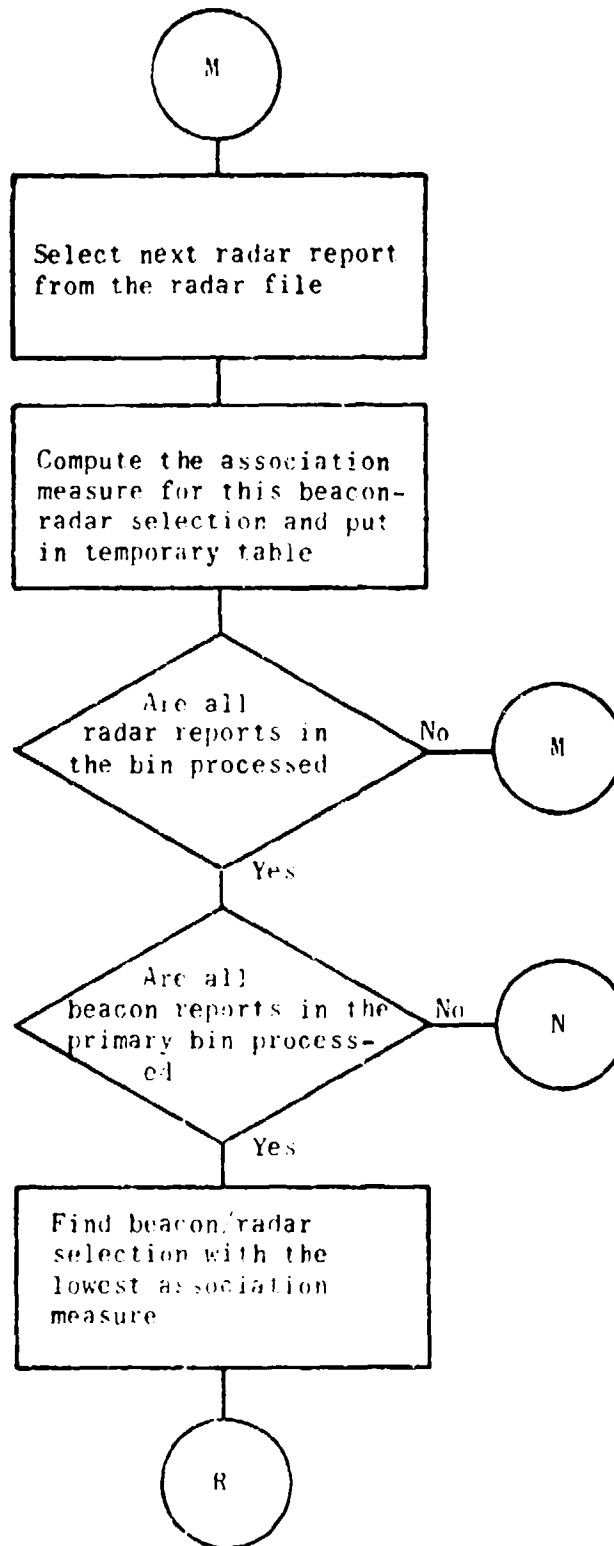 M
Select next radar report
from the radar file
Compute the association
measure for this beacon-
radar selection and put
in temporary table
Are all
radar reports in
the bin processed
No
M
Yes
Are all
beacon reports in the
primary bin process-
ed
No
N
Yes
Find beacon/radar
selection with the
lowest association
measure
R